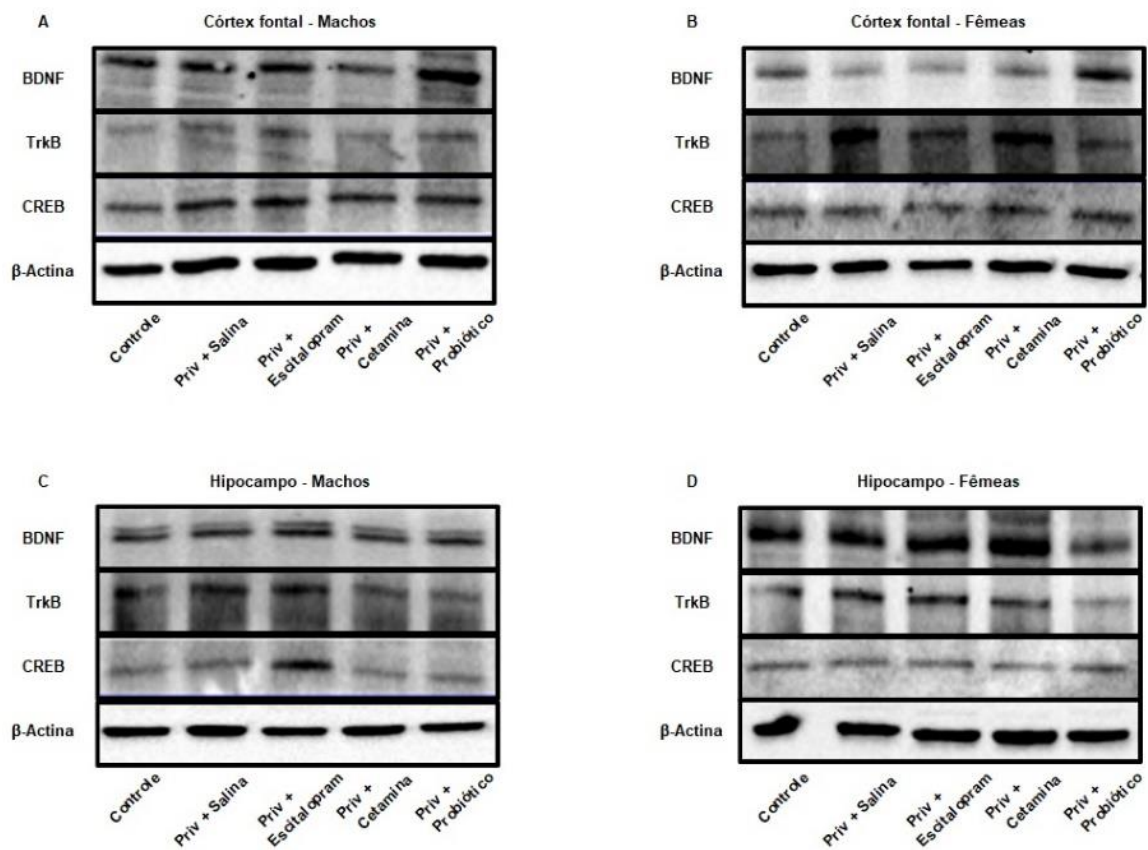 A
Córtex fontal - Machos
BDNF
TrkB
CREB
β-Actina
Controle
Priv + Salina
Priv +
Escitalopram
Priv +
Cetamina
Priv +
Probiótico
B
Córtex fontal - Fêmeas
BDNF
TrkB
CREB
β-Actina
Controle
Priv + Salina
Priv +
Escitalopram
Priv +
Cetamina
Priv +
Probiótico
C
Hipocampo - Machos
BDNF
TrkB
CREB
β-Actina
Controle
Priv + Salina
Priv +
Escitalopram
Priv +
Cetamina
Priv +
Probiótico
D
Hipocampo - Fêmeas
BDNF
TrkB
CREB
β-Actina
Controle
Priv + Salina
Priv +
Escitalopram
Priv +
Cetamina
Priv +
Probiótico